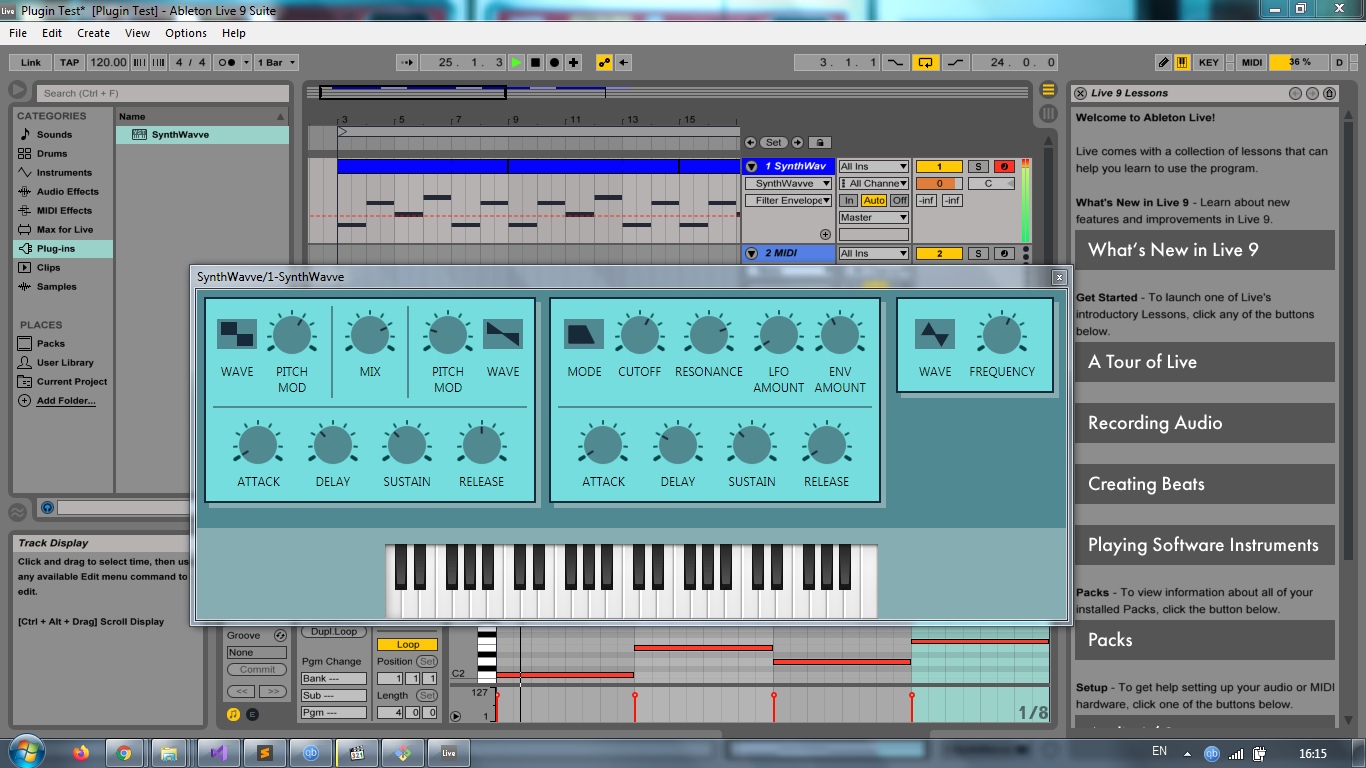 Live Plugin Test* [Plugin Test] - Ableton Live 9 Suite
File Edit Create View Options Help
Link TAP 120.00 4 / 4 1 Bar 25. 1. 3 3. 1. 1 24. 0. 0 KEY MIDI 36 % D
Search (Ctrl + F)
CATEGORIES
Sounds
Drums
Instruments
Audio Effects
MIDI Effects
Max for Live
Plug-ins
Clips
Samples
PLACES
Packs
User Library
Current Project
Add Folder...
Name
SynthWavve
3 5 7 9 11 13 15
Set
1 SynthWav All Ins 1 S
SynthWavve All Channe 0 C
Filter Envelope In Auto Off -inf -inf
Master
2 MIDI All Ins 2 S
Live 9 Lessons
Welcome to Ableton Live!
Live comes with a collection of lessons that can
help you learn to use the program.
What's New in Live 9 - Learn about new
features and improvements in Live 9.
What's New in Live 9
Get Started - To launch one of Live's
introductory Lessons, click any of the buttons
below.
A Tour of Live
Recording Audio
Creating Beats
Playing Software Instruments
Packs - To view information about all of your
installed Packs, click the button below.
Packs
Setup - To get help setting up your audio or MIDI
hardware, click one of the buttons below.
SynthWavve/1-SynthWavve
x
WAVE PITCH MOD MIX PITCH MOD WAVE
ATTACK DELAY SUSTAIN RELEASE
MODE CUTOFF RESONANCE LFO AMOUNT ENV AMOUNT
ATTACK DELAY SUSTAIN RELEASE
WAVE FREQUENCY
Track Display
Click and drag to select time, then us
any available Edit menu command to
edit.
[Ctrl + Alt + Drag] Scroll Display
Groove
None
Commit
<< >>
E
Dupl.Loop
Pgm Change
Bank ---
Sub ---
Pgm ---
Loop
Position Set
1 1 1
Length Set
4 0 0
C2
127
1
1/8
qb Live EN qb 16:15